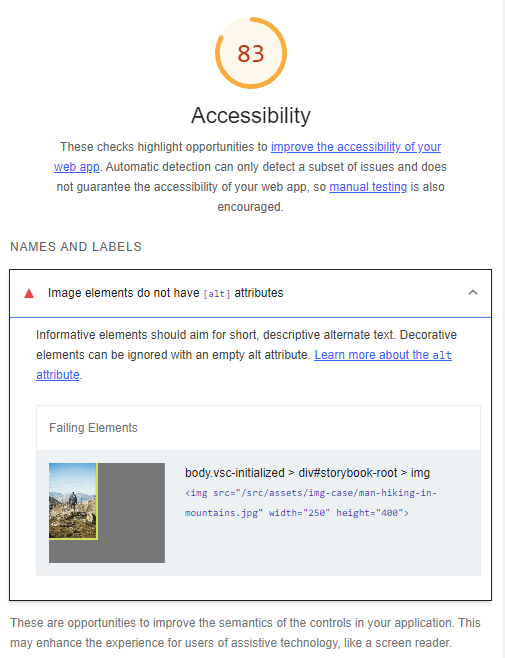 83
Accessibility
These checks highlight opportunities to improve the accessibility of your
web app. Automatic detection can only detect a subset of issues and does
not guarantee the accessibility of your web app, so manual testing is also
encouraged.
NAMES AND LABELS
Image elements do not have [alt] attributes
Informative elements should aim for short, descriptive alternate text. Decorative
elements can be ignored with an empty alt attribute. Learn more about the alt
attribute.
Failing Elements
body.vsc-initialized > div#storybook-root > img
<img src="/src/assets/img-case/man-hiking-in-
mountains.jpg" width="250" height="400">
These are opportunities to improve the semantics of the controls in your application. This
may enhance the experience for users of assistive technology, like a screen reader.